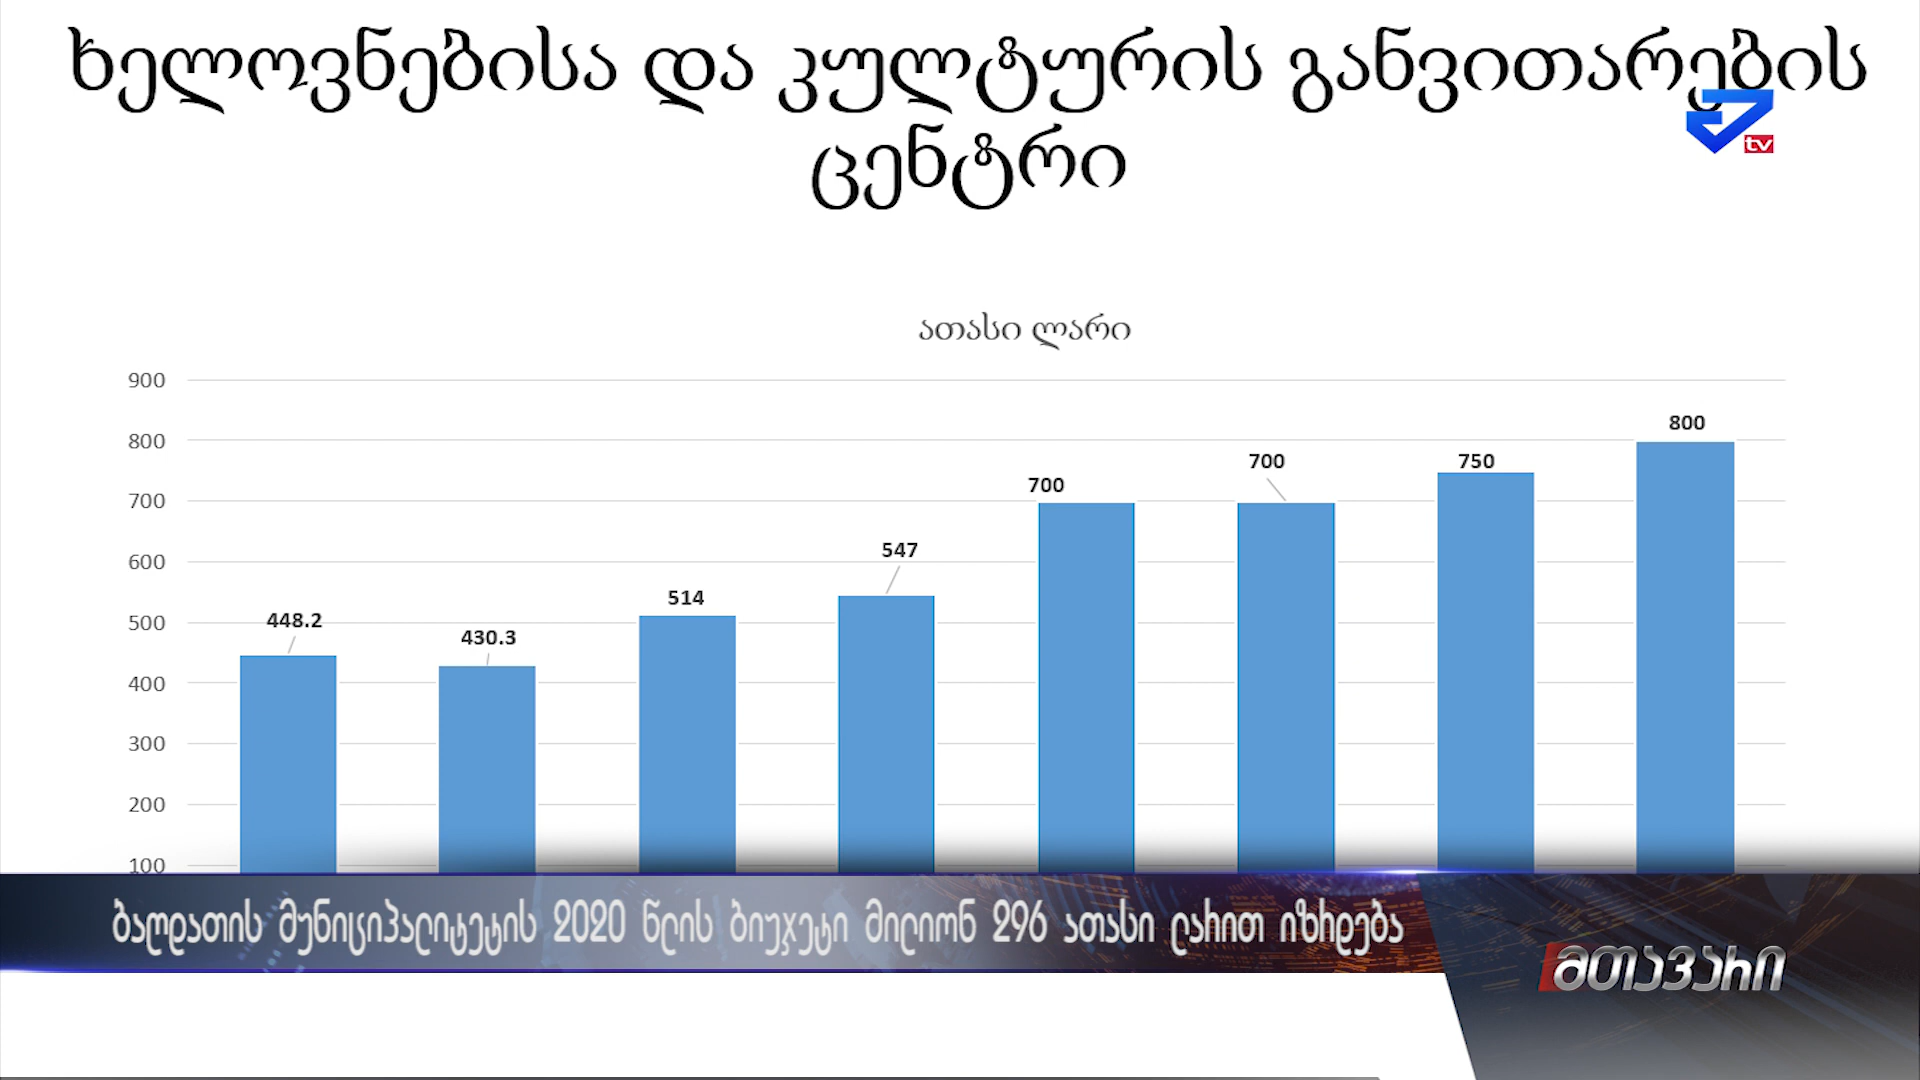 ხელოვნებისა და კულტურის განვითარების
ცენტრი
tv
ათასი ლარი
900
800
700
600
500
400
300
200
100
448.2
430.3
514
547
700
700
750
800
ბაღდათის მუნიციპალიტეტის 2020 წლის ბიუჯეტი მილიონ 296 ათასი ლარით იზრდება
მთავარი